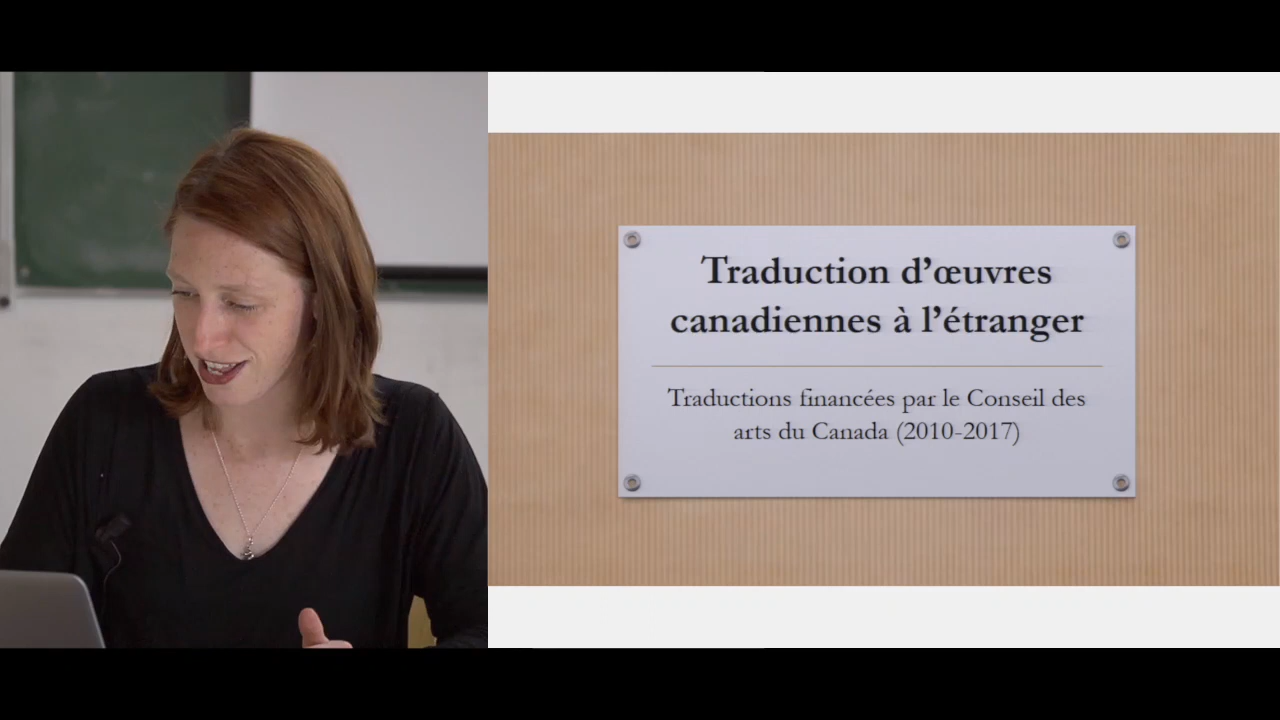 Traduction d’œuvres
canadiennes à l’étranger
Traductions financées par le Conseil des
arts du Canada (2010-2017)